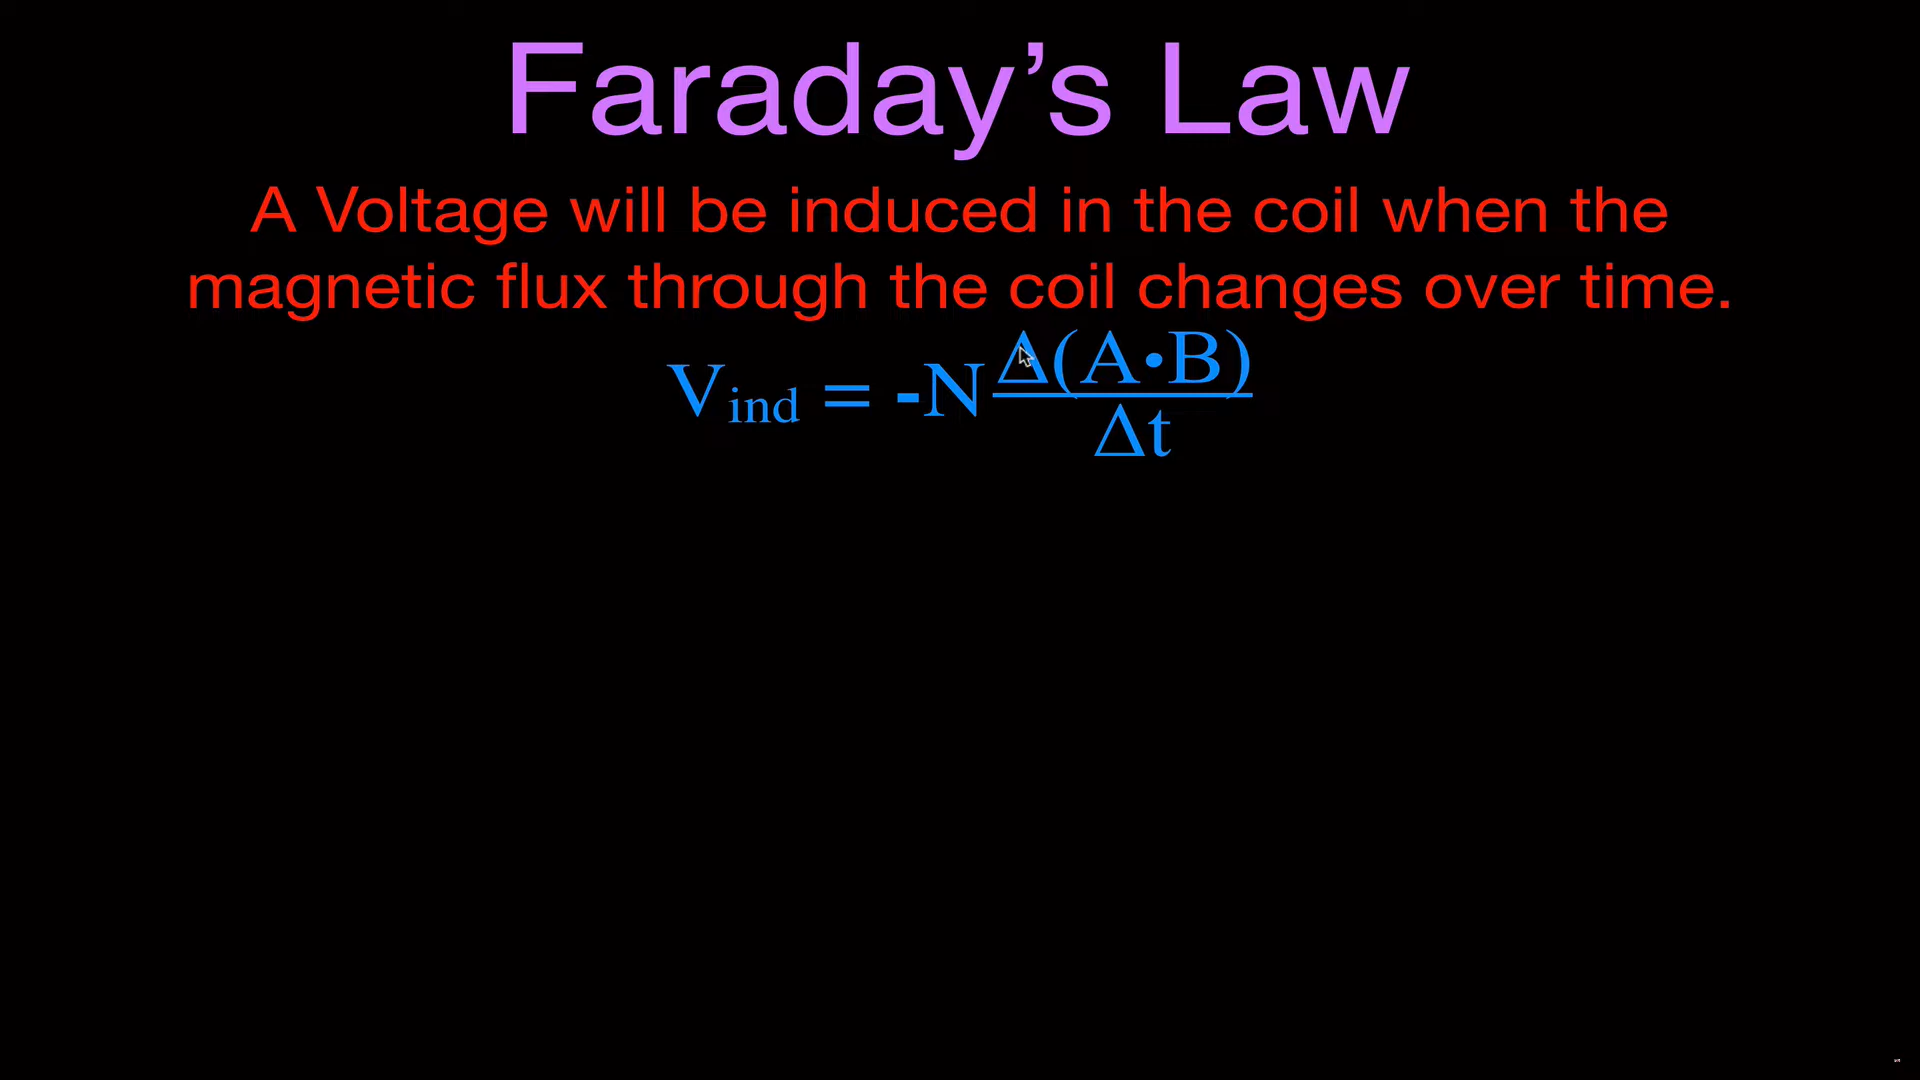 Faraday’s Law
A Voltage will be induced in the coil when the
magnetic flux through the coil changes over time.
V_ind = -N Δ(A•B)/Δt